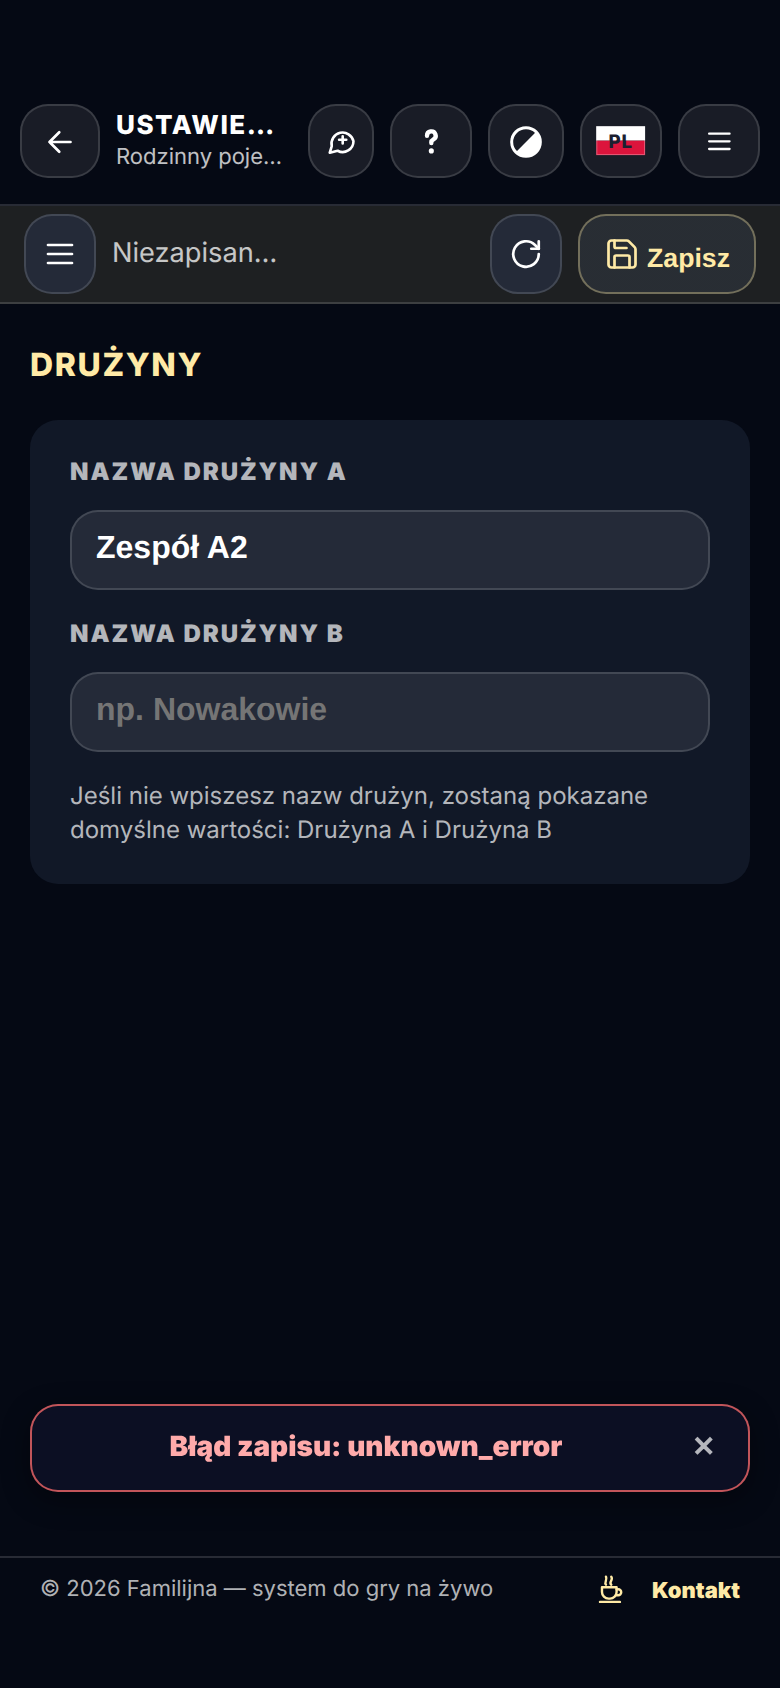 USTAWIE...
Rodzinny poje...
?
PL
Niezapisan...
Zapisz
DRUŻYNY
NAZWA DRUŻYNY A
Zespół A2
NAZWA DRUŻYNY B
np. Nowakowie
Jeśli nie wpiszesz nazw drużyn, zostaną pokazane
domyślne wartości: Drużyna A i Drużyna B
Błąd zapisu: unknown_error
© 2026 Familijna — system do gry na żywo
Kontakt